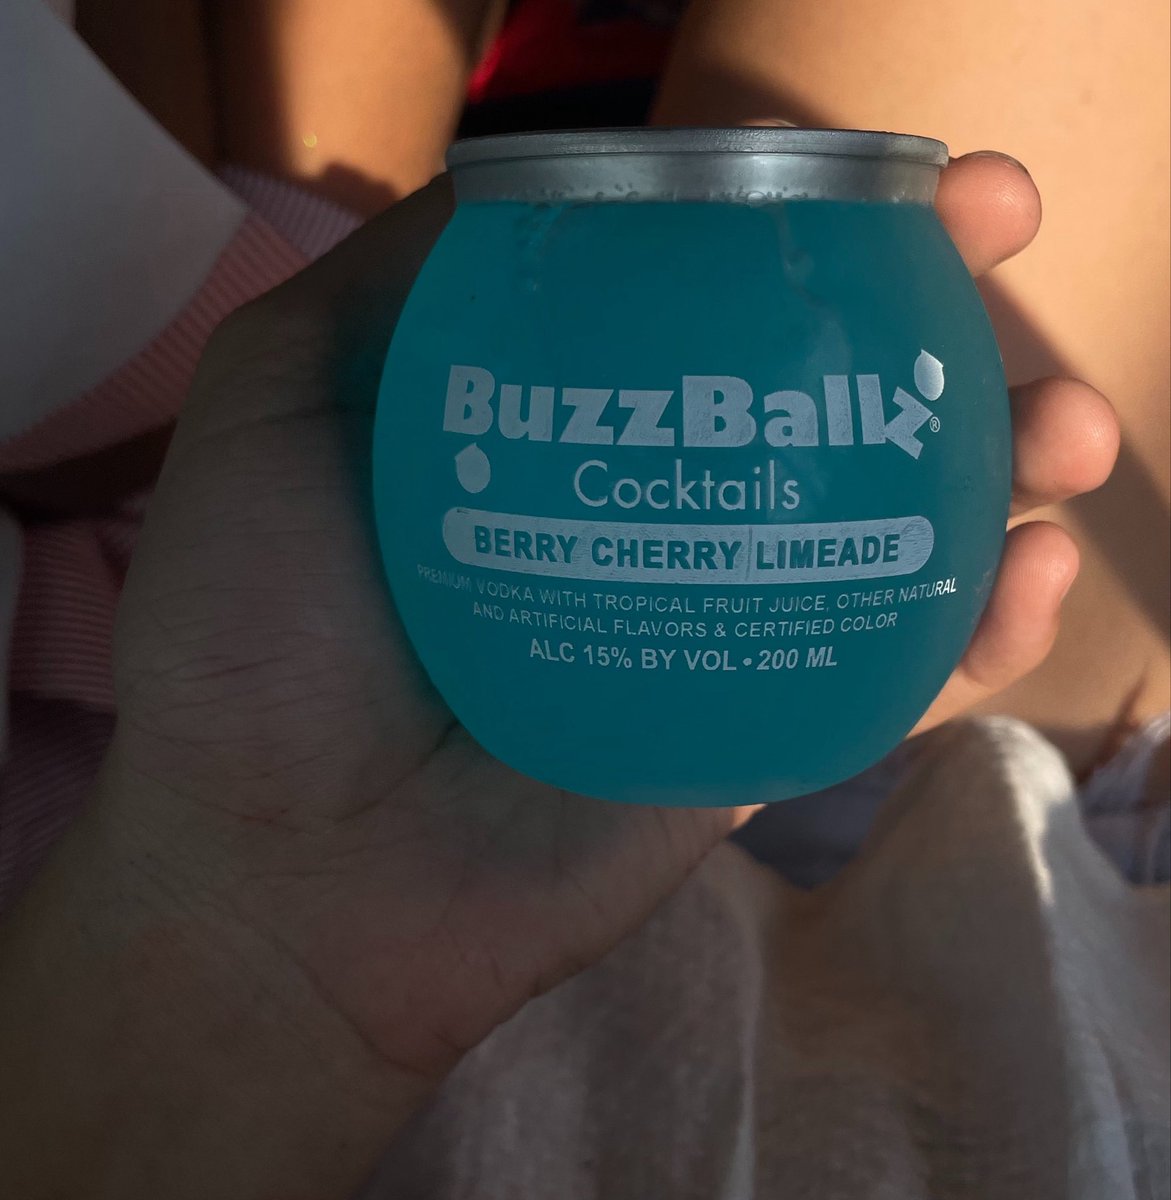 BuzzBallz®
Cocktails
BERRY CHERRY LIMEADE
PREMIUM VODKA WITH TROPICAL FRUIT JUICE, OTHER NATURAL
AND ARTIFICIAL FLAVORS & CERTIFIED COLOR
ALC 15% BY VOL • 200 ML